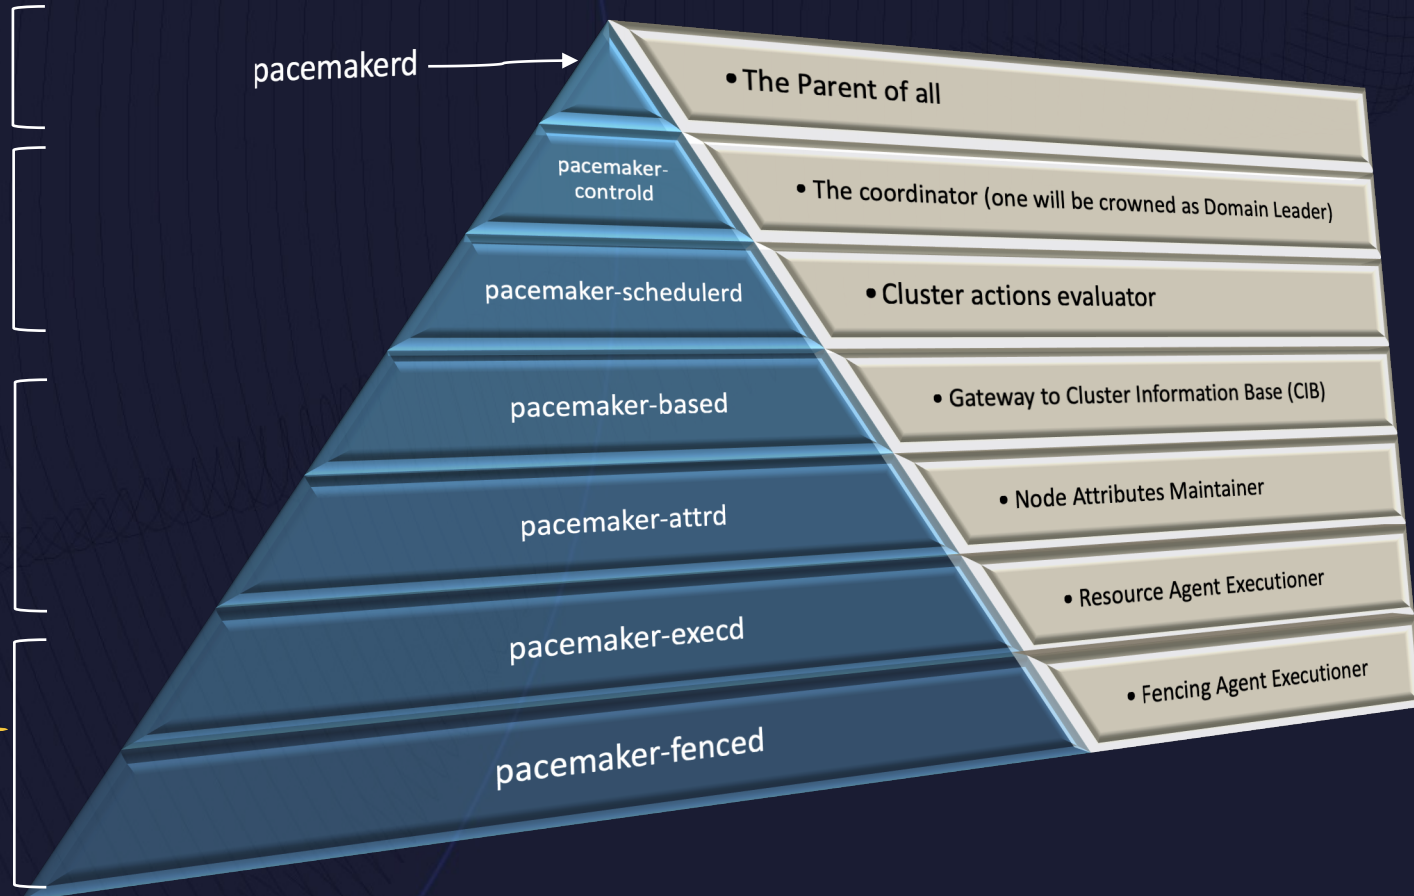 pacemakerd
• The Parent of all
pacemaker-
controld
• The coordinator (one will be crowned as Domain Leader)
pacemaker-schedulerd
• Cluster actions evaluator
pacemaker-based
• Gateway to Cluster Information Base (CIB)
pacemaker-attrd
• Node Attributes Maintainer
pacemaker-execd
• Resource Agent Executioner
pacemaker-fenced
• Fencing Agent Executioner